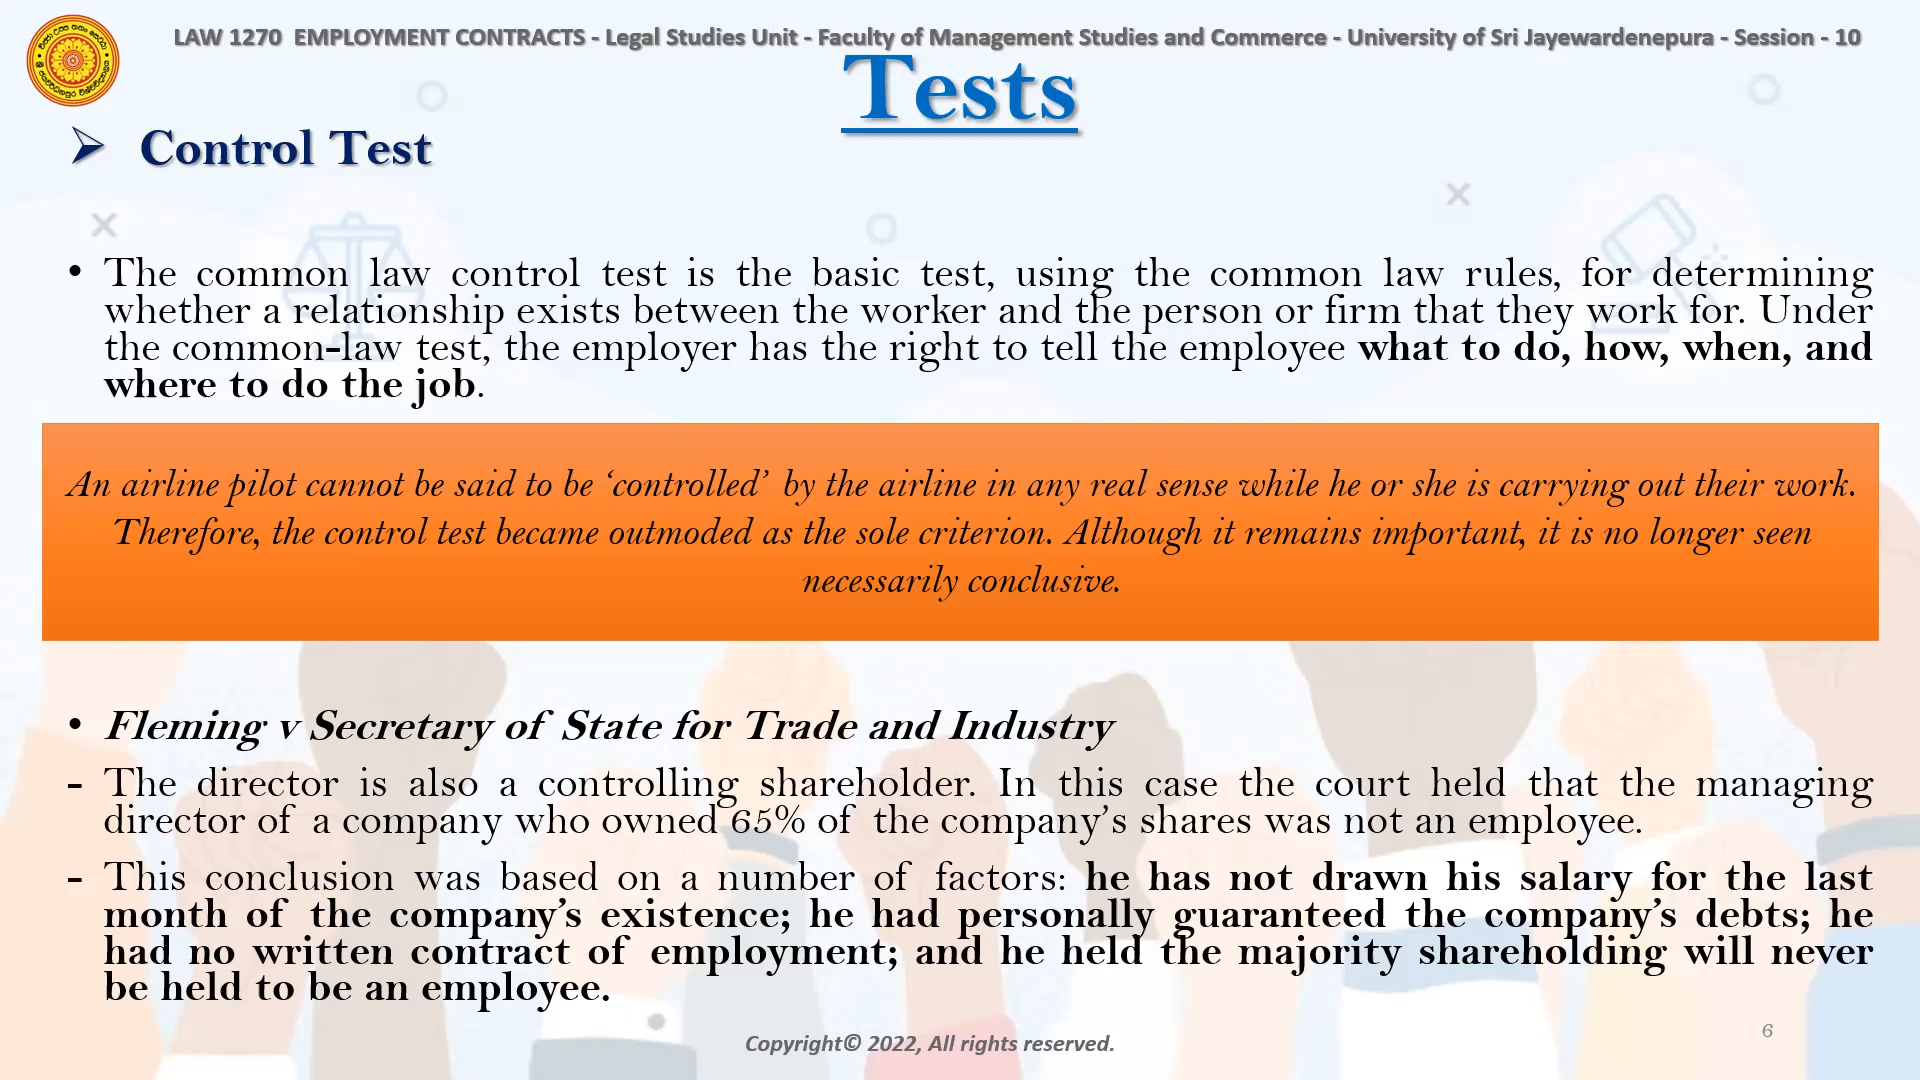 LAW 1270 EMPLOYMENT CONTRACTS - Legal Studies Unit - Faculty of Management Studies and Commerce - University of Sri Jayewardenepura - Session - 10
Tests
➢ Control Test
• The common law control test is the basic test, using the common law rules, for determining
whether a relationship exists between the worker and the person or firm that they work for. Under
the common-law test, the employer has the right to tell the employee what to do, how, when, and
where to do the job.
An airline pilot cannot be said to be ‘controlled’ by the airline in any real sense while he or she is carrying out their work.
Therefore, the control test became outmoded as the sole criterion. Although it remains important, it is no longer seen
necessarily conclusive.
• Fleming v Secretary of State for Trade and Industry
- The director is also a controlling shareholder. In this case the court held that the managing
director of a company who owned 65% of the company’s shares was not an employee.
- This conclusion was based on a number of factors: he has not drawn his salary for the last
month of the company’s existence; he had personally guaranteed the company’s debts; he
had no written contract of employment; and he held the majority shareholding will never
be held to be an employee.
Copyright© 2022, All rights reserved.
6